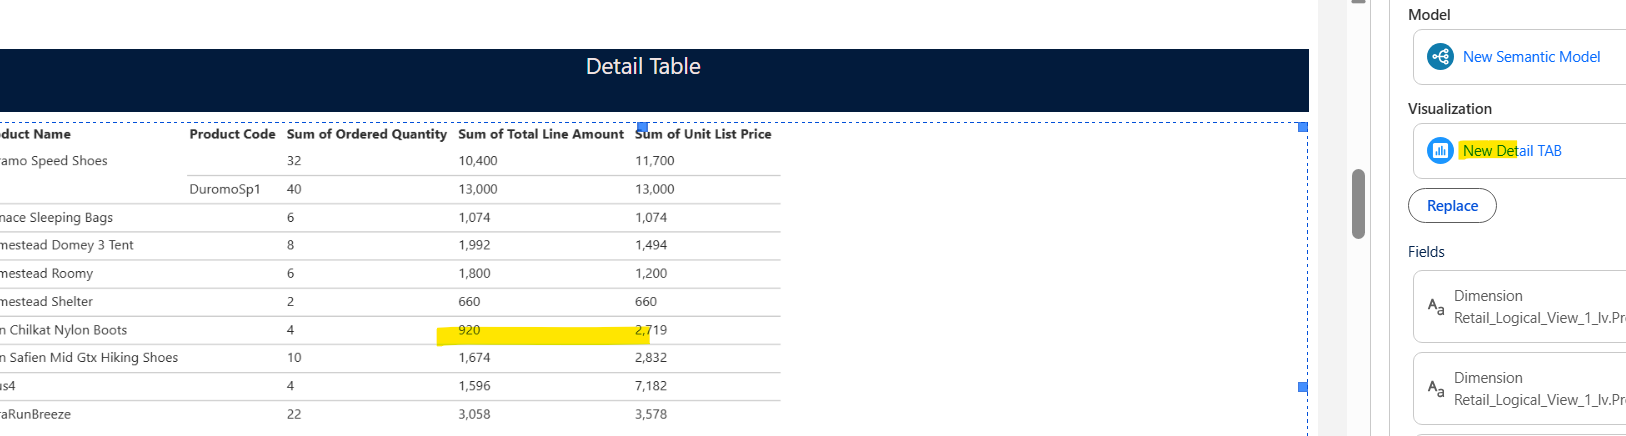 Model
New Semantic Model
Detail Table
Visualization
New Detail TAB
Replace
Fields
Dimension
Retail_Logical_View_1_lv.Pr
Dimension
Retail_Logical_View_1_lv.Pr
duct Name Product Code Sum of Ordered Quantity Sum of Total Line Amount Sum of Unit List Price
amo Speed Shoes 32 10,400 11,700
DuromoSp1 40 13,000 13,000
nace Sleeping Bags 6 1,074 1,074
mestead Domey 3 Tent 8 1,992 1,494
mestead Roomy 6 1,800 1,200
mestead Shelter 2 660 660
n Chilkat Nylon Boots 4 920 2,719
n Safien Mid Gtx Hiking Shoes 10 1,674 2,832
us4 4 1,596 7,182
raRunBreeze 22 3,058 3,578